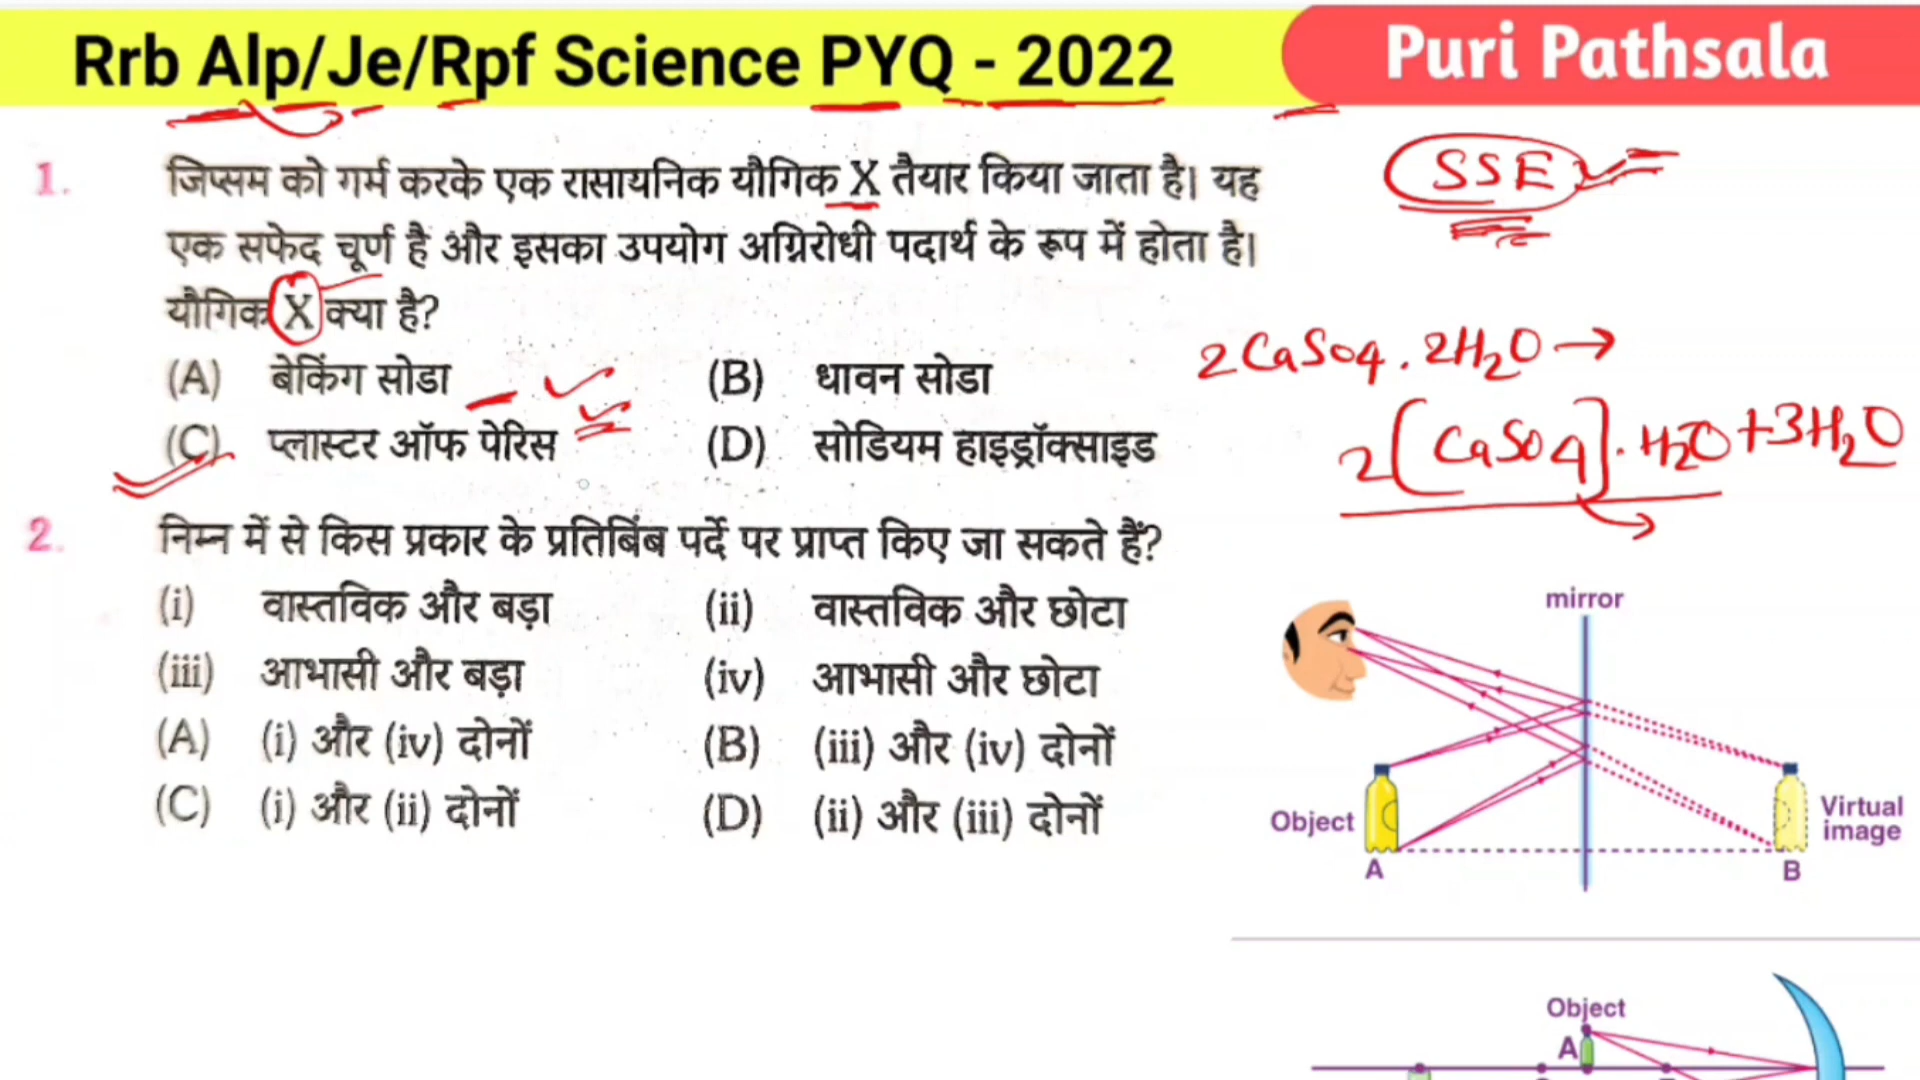 Rrb Alp/Je/Rpf Science PYQ - 2022
Puri Pathsala
1. जिप्सम को गर्म करके एक रासायनिक यौगिक X तैयार किया जाता है। यह
एक सफेद चूर्ण है और इसका उपयोग अग्निरोधी पदार्थ के रूप में होता है।
यौगिक X क्या है?
(A) बेकिंग सोडा (B) धावन सोडा
(C) प्लास्टर ऑफ पेरिस (D) सोडियम हाइड्रॉक्साइड
SSE
2CaSO4.2H2O→
2[CaSO4].H2O+3H2O
2. निम्न में से किस प्रकार के प्रतिबिंब पर्दे पर प्राप्त किए जा सकते हैं?
(i) वास्तविक और बड़ा (ii) वास्तविक और छोटा
(iii) आभासी और बड़ा (iv) आभासी और छोटा
(A) (i) और (iv) दोनों (B) (iii) और (iv) दोनों
(C) (i) और (ii) दोनों (D) (ii) और (iii) दोनों
mirror
Object
Virtual
image
A B
Object
A